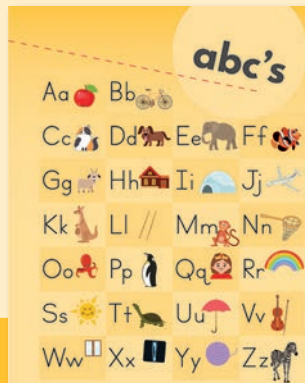 abc's
Aa Bb
Cc Dd Ee Ff
Gg Hh Ii Jj
Kk Ll Mm Nn
Oo Pp Qq Rr
Ss Tt Uu Vv
Ww Xx Yy Zz